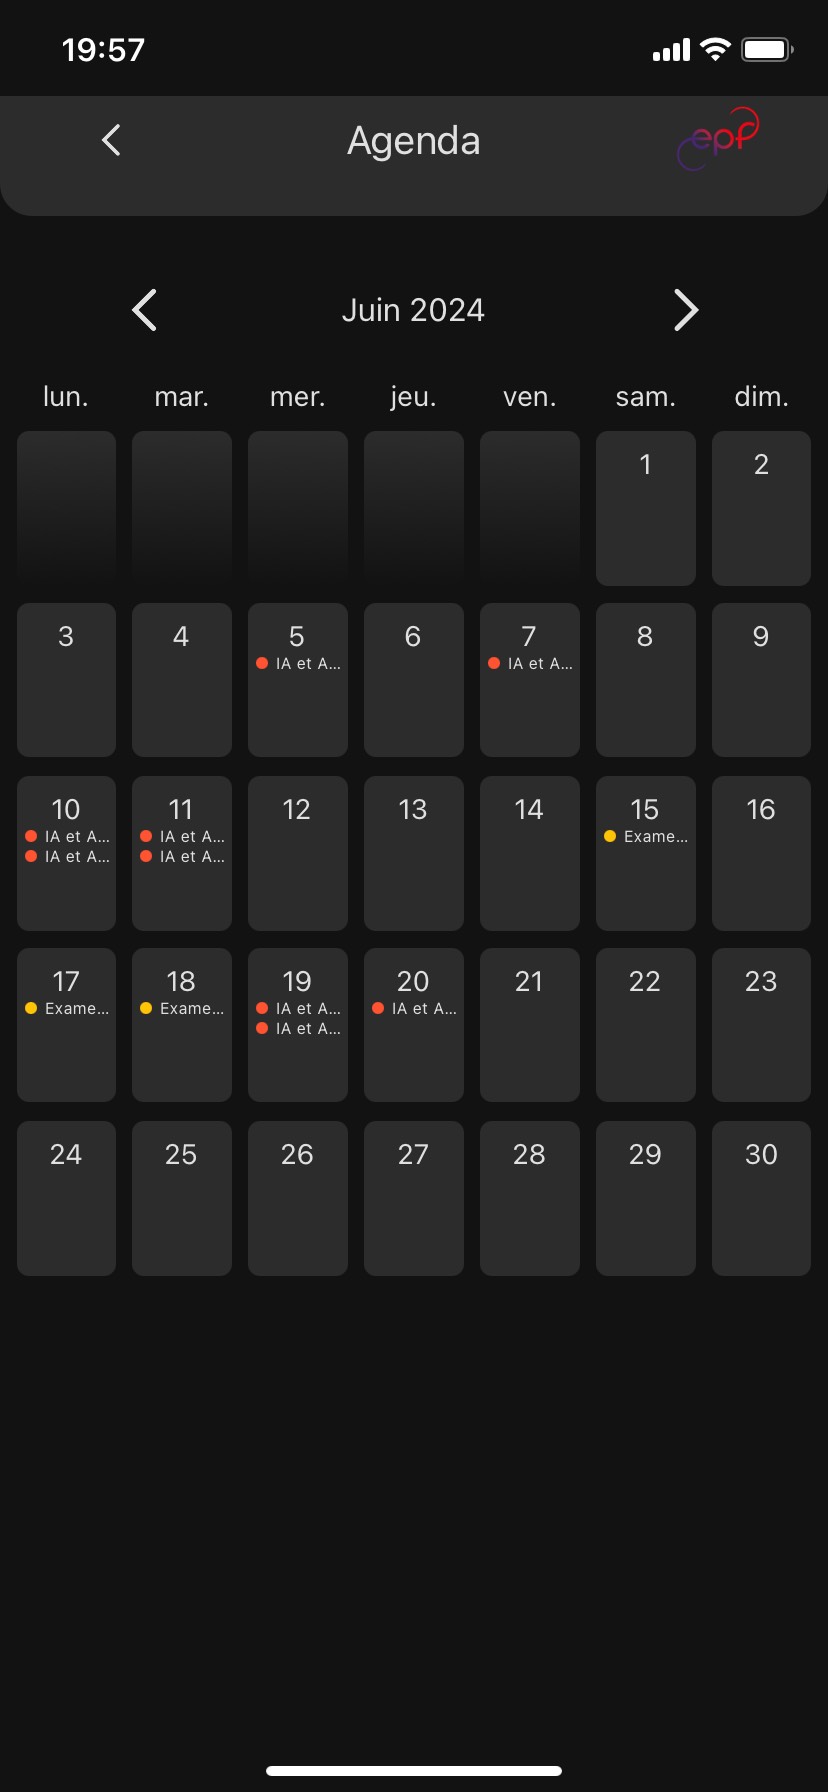 19:57
Agenda
epf
Juin 2024
lun. mar. mer. jeu. ven. sam. dim.
1 2
3 4 5 6 7 8 9
IA et A... IA et A...
10 11 12 13 14 15 16
IA et A... IA et A... Exame...
IA et A... IA et A...
17 18 19 20 21 22 23
Exame... Exame... IA et A... IA et A...
IA et A...
24 25 26 27 28 29 30